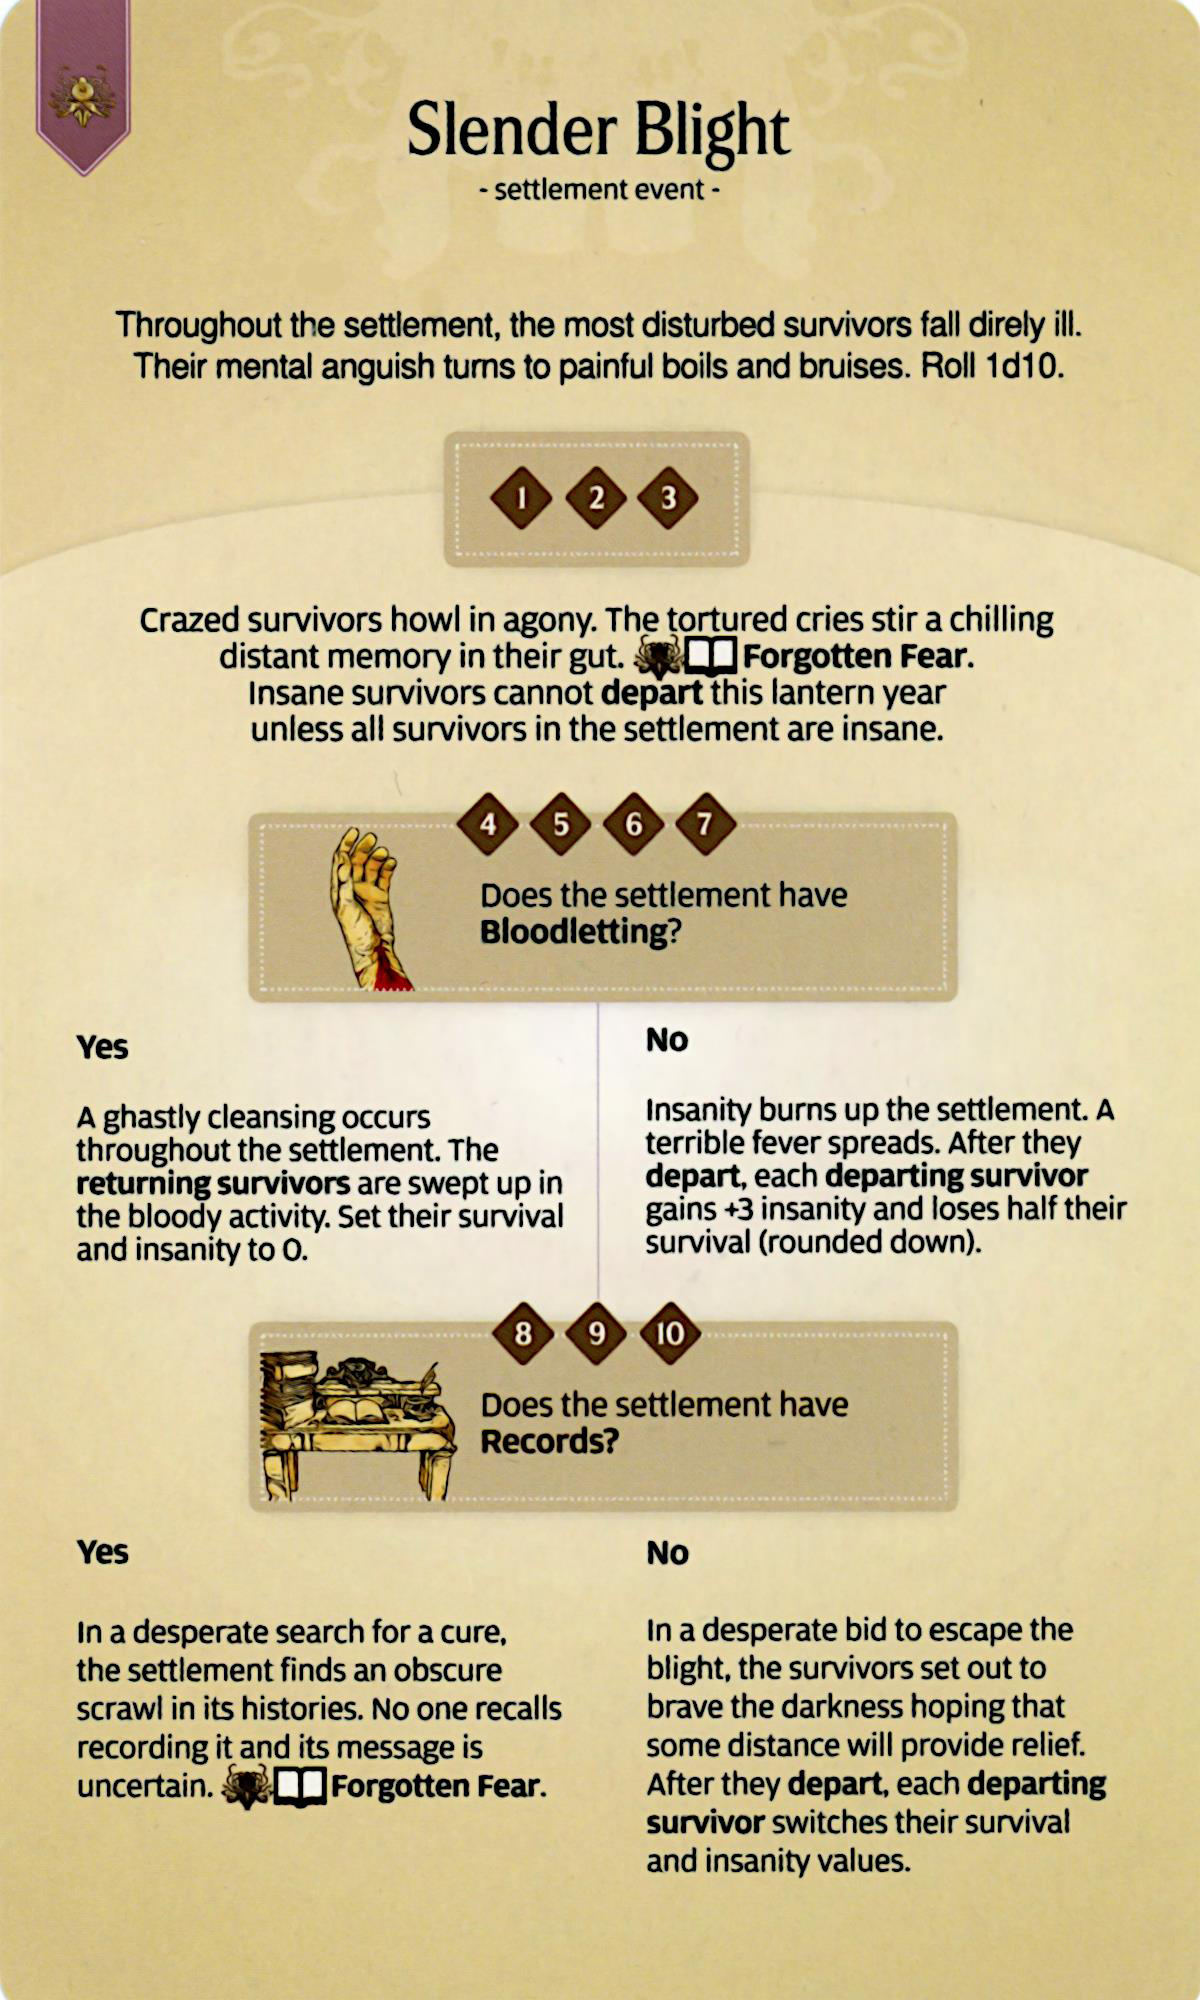 Slender Blight
- settlement event -
Throughout the settlement, the most disturbed survivors fall direly ill.
Their mental anguish turns to painful boils and bruises. Roll 1d10.
1 2 3
Crazed survivors howl in agony. The tortured cries stir a chilling
distant memory in their gut. Forgotten Fear.
Insane survivors cannot depart this lantern year
unless all survivors in the settlement are insane.
4 5 6 7
Does the settlement have
Bloodletting?
Yes
A ghastly cleansing occurs
throughout the settlement. The
returning survivors are swept up in
the bloody activity. Set their survival
and insanity to 0.
No
Insanity burns up the settlement. A
terrible fever spreads. After they
depart, each departing survivor
gains +3 insanity and loses half their
survival (rounded down).
8 9 10
Does the settlement have
Records?
Yes
In a desperate search for a cure,
the settlement finds an obscure
scrawl in its histories. No one recalls
recording it and its message is
uncertain. Forgotten Fear.
No
In a desperate bid to escape the
blight, the survivors set out to
brave the darkness hoping that
some distance will provide relief.
After they depart, each departing
survivor switches their survival
and insanity values.